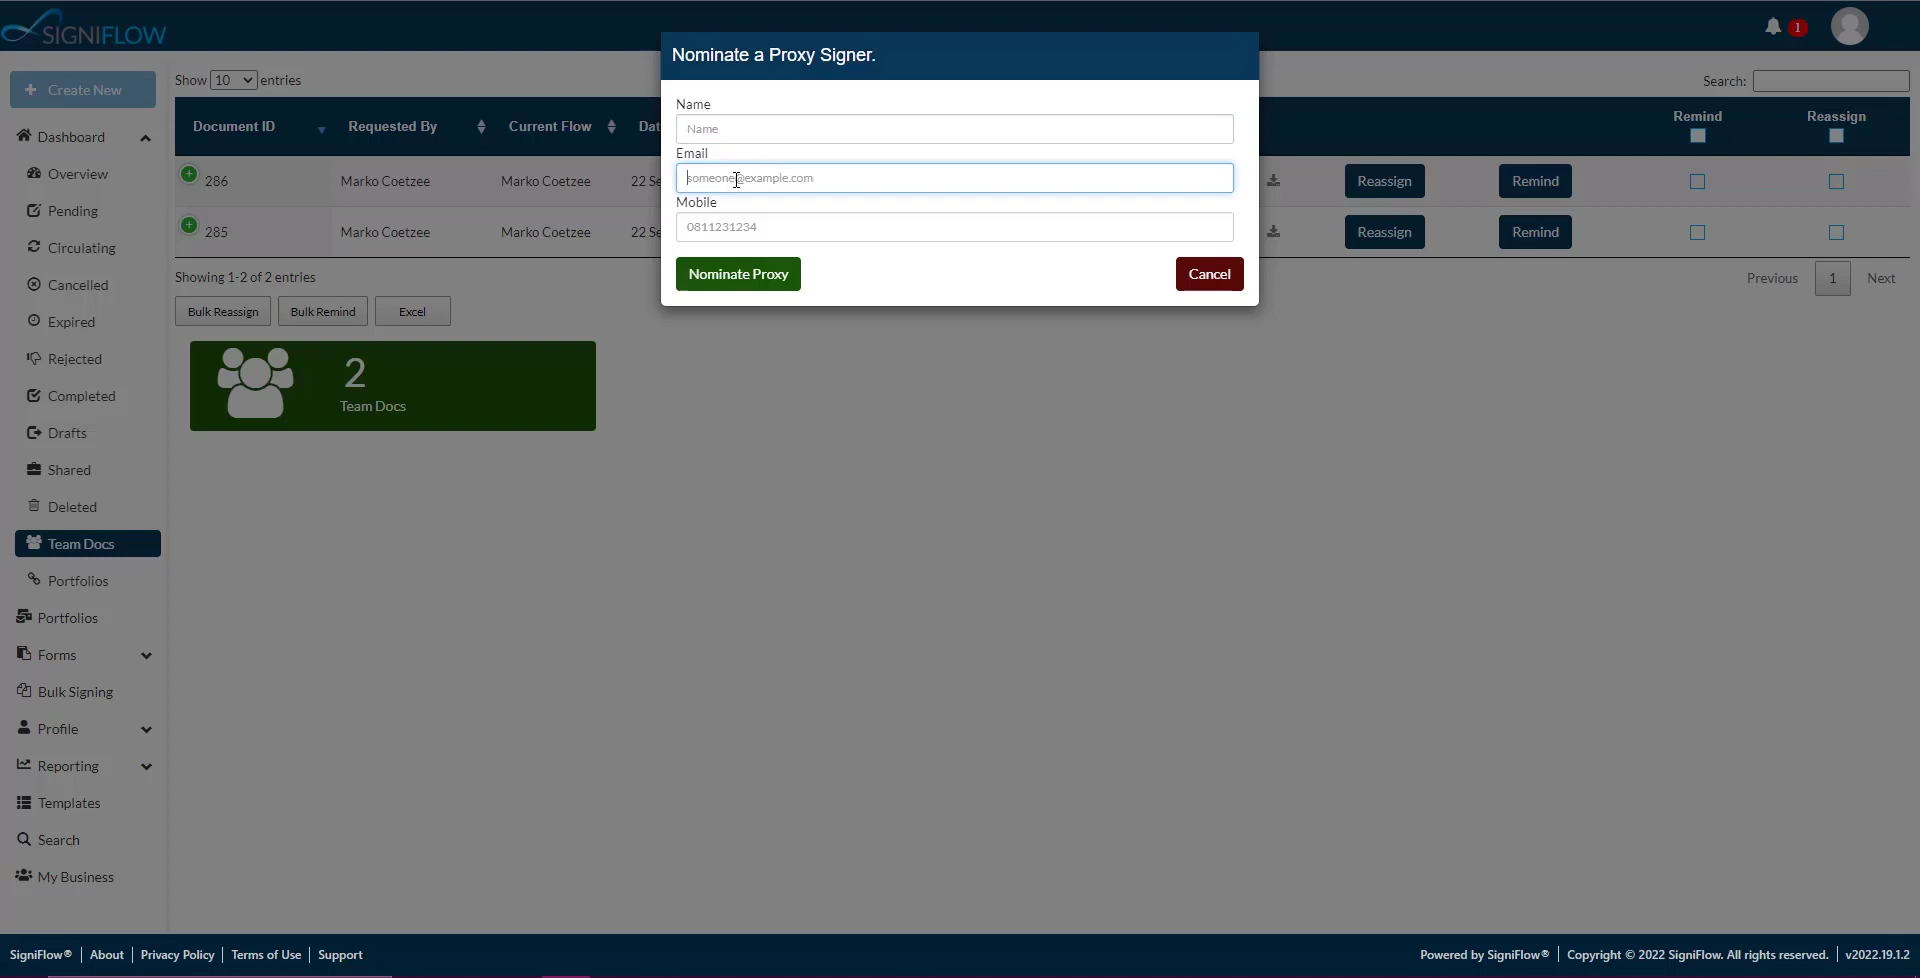 SIGNIFLOW
1
Nominate a Proxy Signer.
Name
Name
Email
someone@example.com
Mobile
0811231234
Nominate Proxy
Cancel
Create New
Dashboard
Overview
Pending
Circulating
Cancelled
Expired
Rejected
Completed
Drafts
Shared
Deleted
Team Docs
Portfolios
Portfolios
Forms
Bulk Signing
Profile
Reporting
Templates
Search
My Business
Show 10 entries
Search:
Document ID Requested By Current Flow Dat Remind Reassign
286 Marko Coetzee Marko Coetzee 22 Se Reassign Remind
285 Marko Coetzee Marko Coetzee 22 Se Reassign Remind
Showing 1-2 of 2 entries
Previous 1 Next
Bulk Reassign Bulk Remind Excel
2
Team Docs
SigniFlow® | About | Privacy Policy | Terms of Use | Support
Powered by SigniFlow® | Copyright © 2022 SigniFlow. All rights reserved. | v2022.19.1.2